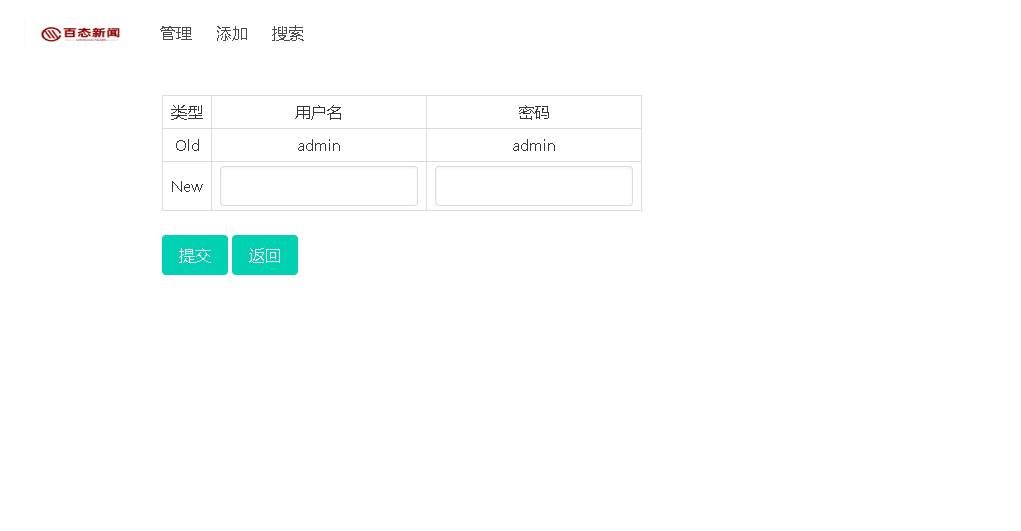 百态新闻 管理 添加 搜索
类型 用户名 密码
Old admin admin
New
提交 返回